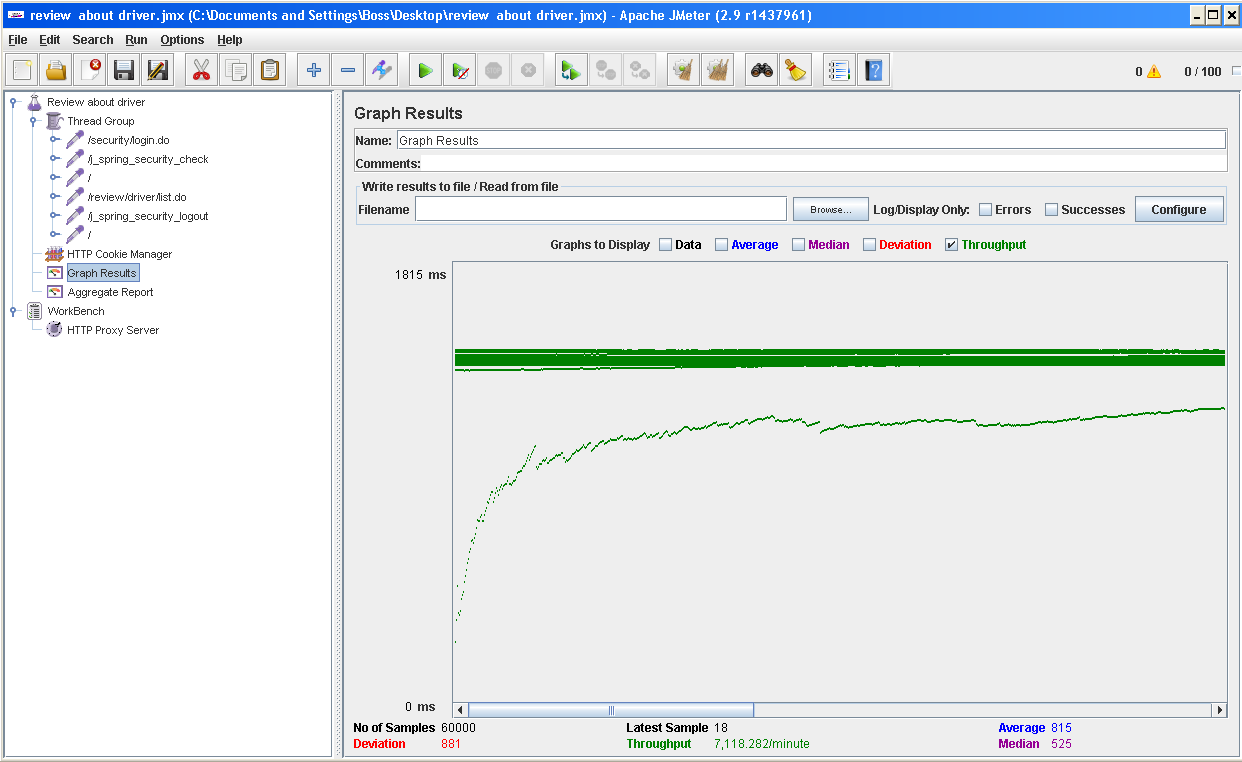 review about driver.jmx (C:\Documents and Settings\Boss\Desktop\review about driver.jmx) - Apache JMeter (2.9 r1437961)
File Edit Search Run Options Help
0 0 / 100
Review about driver
Thread Group
/security/login.do
/j_spring_security_check
/
/review/driver/list.do
/j_spring_security_logout
/
HTTP Cookie Manager
Graph Results
Aggregate Report
WorkBench
HTTP Proxy Server
Graph Results
Name: Graph Results
Comments:
Write results to file / Read from file
Filename Browse... Log/Display Only: Errors Successes Configure
Graphs to Display Data Average Median Deviation Throughput
1815 ms
0 ms
No of Samples 60000 Latest Sample 18 Average 815
Deviation 881 Throughput 7,118.282/minute Median 525